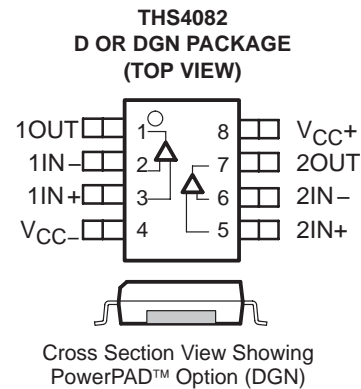 THS4082
D OR DGN PACKAGE
(TOP VIEW)
1OUT 1 8 VCC+
1IN− 2 7 2OUT
1IN+ 3 6 2IN−
VCC− 4 5 2IN+
Cross Section View Showing
PowerPAD™ Option (DGN)